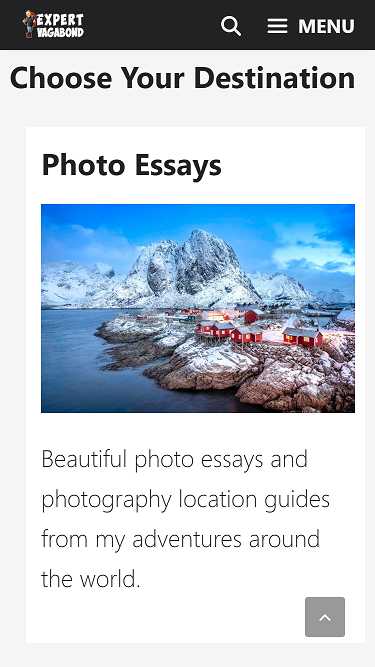 EXPERT
VAGABOND
MENU
Choose Your Destination
Photo Essays
Beautiful photo essays and
photography location guides
from my adventures around
the world.